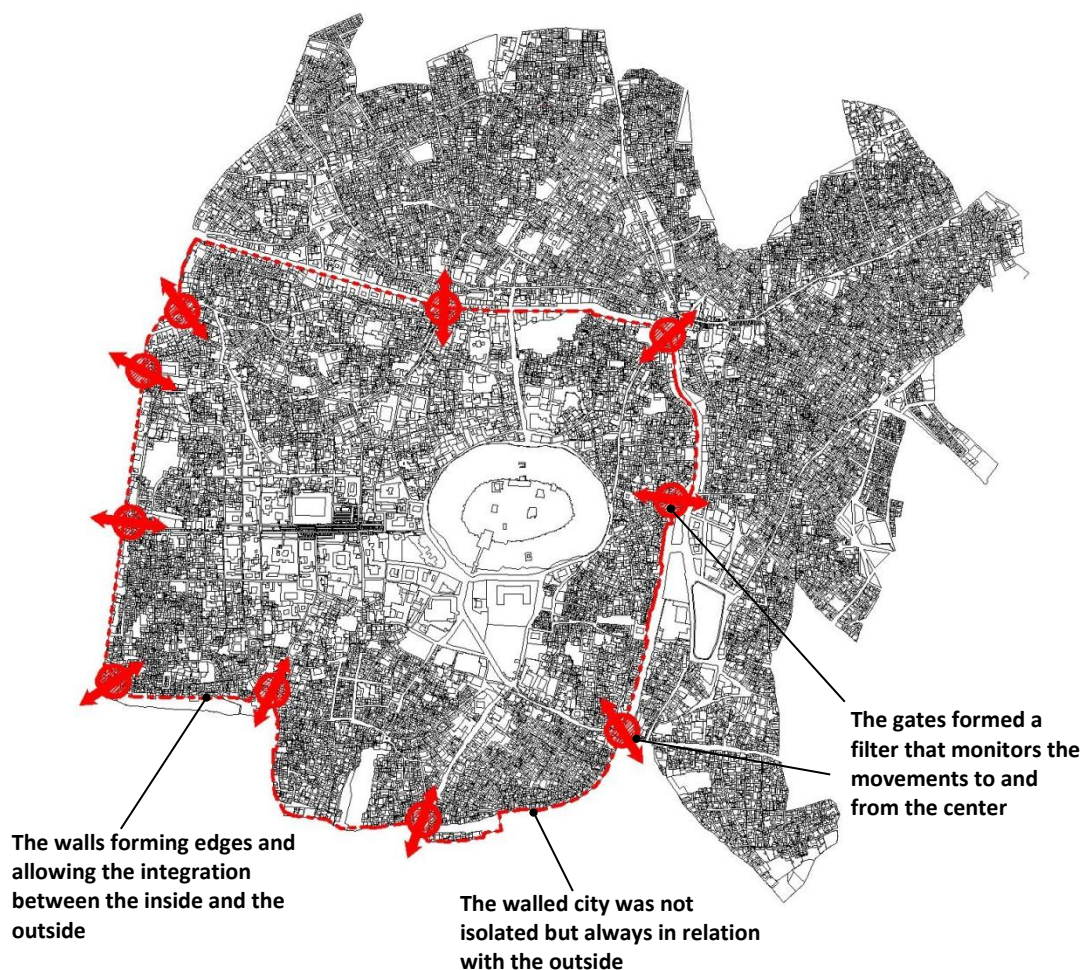 The gates formed a
filter that monitors the
movements to and
from the center
The walls forming edges and
allowing the integration
between the inside and the
outside
The walled city was not
isolated but always in relation
with the outside